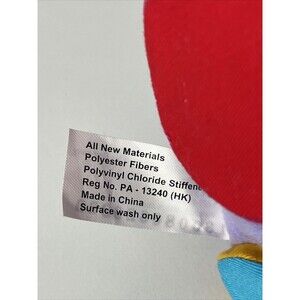 All New Materials
Polyester Fibers
Polyvinyl Chloride Stiffene
Reg No. PA - 13240 (HK)
Made in China
Surface wash only